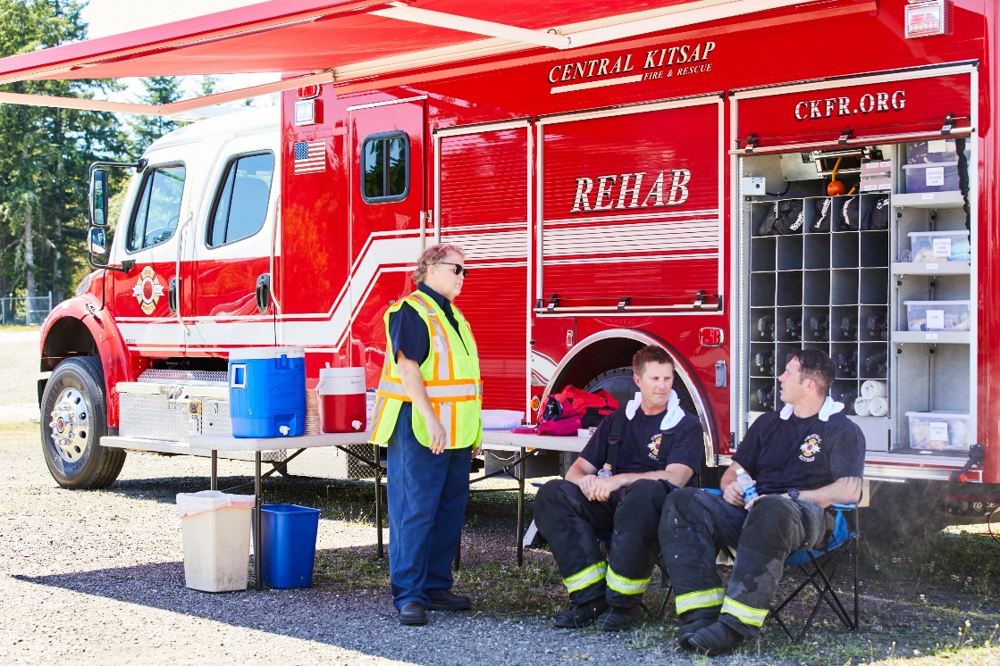 CENTRAL KITSAP
FIRE & RESCUE
CKFR.ORG
REHAB